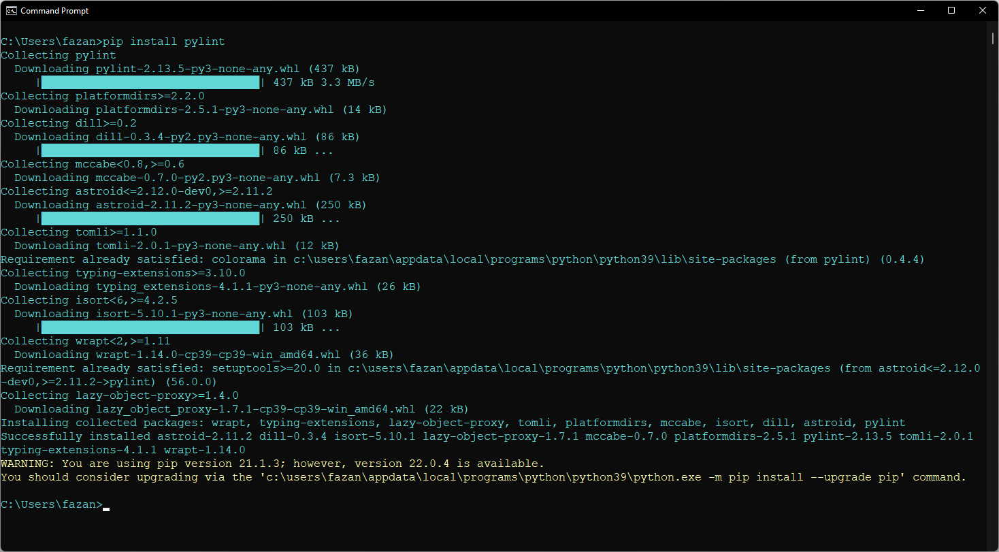 Command Prompt
C:\Users\fazan>pip install pylint
Collecting pylint
  Downloading pylint-2.13.5-py3-none-any.whl (437 kB)
     |████████████████████████████████| 437 kB 3.3 MB/s
Collecting platformdirs>=2.2.0
  Downloading platformdirs-2.5.1-py3-none-any.whl (14 kB)
Collecting dill>=0.2
  Downloading dill-0.3.4-py2.py3-none-any.whl (86 kB)
     |████████████████████████████████| 86 kB ...
Collecting mccabe<0.8,>=0.6
  Downloading mccabe-0.7.0-py2.py3-none-any.whl (7.3 kB)
Collecting astroid<=2.12.0-dev0,>=2.11.2
  Downloading astroid-2.11.2-py3-none-any.whl (250 kB)
     |████████████████████████████████| 250 kB ...
Collecting tomli>=1.1.0
  Downloading tomli-2.0.1-py3-none-any.whl (12 kB)
Requirement already satisfied: colorama in c:\users\fazan\appdata\local\programs\python\python39\lib\site-packages (from pylint) (0.4.4)
Collecting typing-extensions>=3.10.0
  Downloading typing_extensions-4.1.1-py3-none-any.whl (26 kB)
Collecting isort<6,>=4.2.5
  Downloading isort-5.10.1-py3-none-any.whl (103 kB)
     |████████████████████████████████| 103 kB ...
Collecting wrapt<2,>=1.11
  Downloading wrapt-1.14.0-cp39-cp39-win_amd64.whl (36 kB)
Requirement already satisfied: setuptools>=20.0 in c:\users\fazan\appdata\local\programs\python\python39\lib\site-packages (from astroid<=2.12.0
-dev0,>=2.11.2->pylint) (56.0.0)
Collecting lazy-object-proxy>=1.4.0
  Downloading lazy_object_proxy-1.7.1-cp39-cp39-win_amd64.whl (22 kB)
Installing collected packages: wrapt, typing-extensions, lazy-object-proxy, tomli, platformdirs, mccabe, isort, dill, astroid, pylint
Successfully installed astroid-2.11.2 dill-0.3.4 isort-5.10.1 lazy-object-proxy-1.7.1 mccabe-0.7.0 platformdirs-2.5.1 pylint-2.13.5 tomli-2.0.1
typing-extensions-4.1.1 wrapt-1.14.0
WARNING: You are using pip version 21.1.3; however, version 22.0.4 is available.
You should consider upgrading via the 'c:\users\fazan\appdata\local\programs\python\python39\python.exe -m pip install --upgrade pip' command.
C:\Users\fazan>